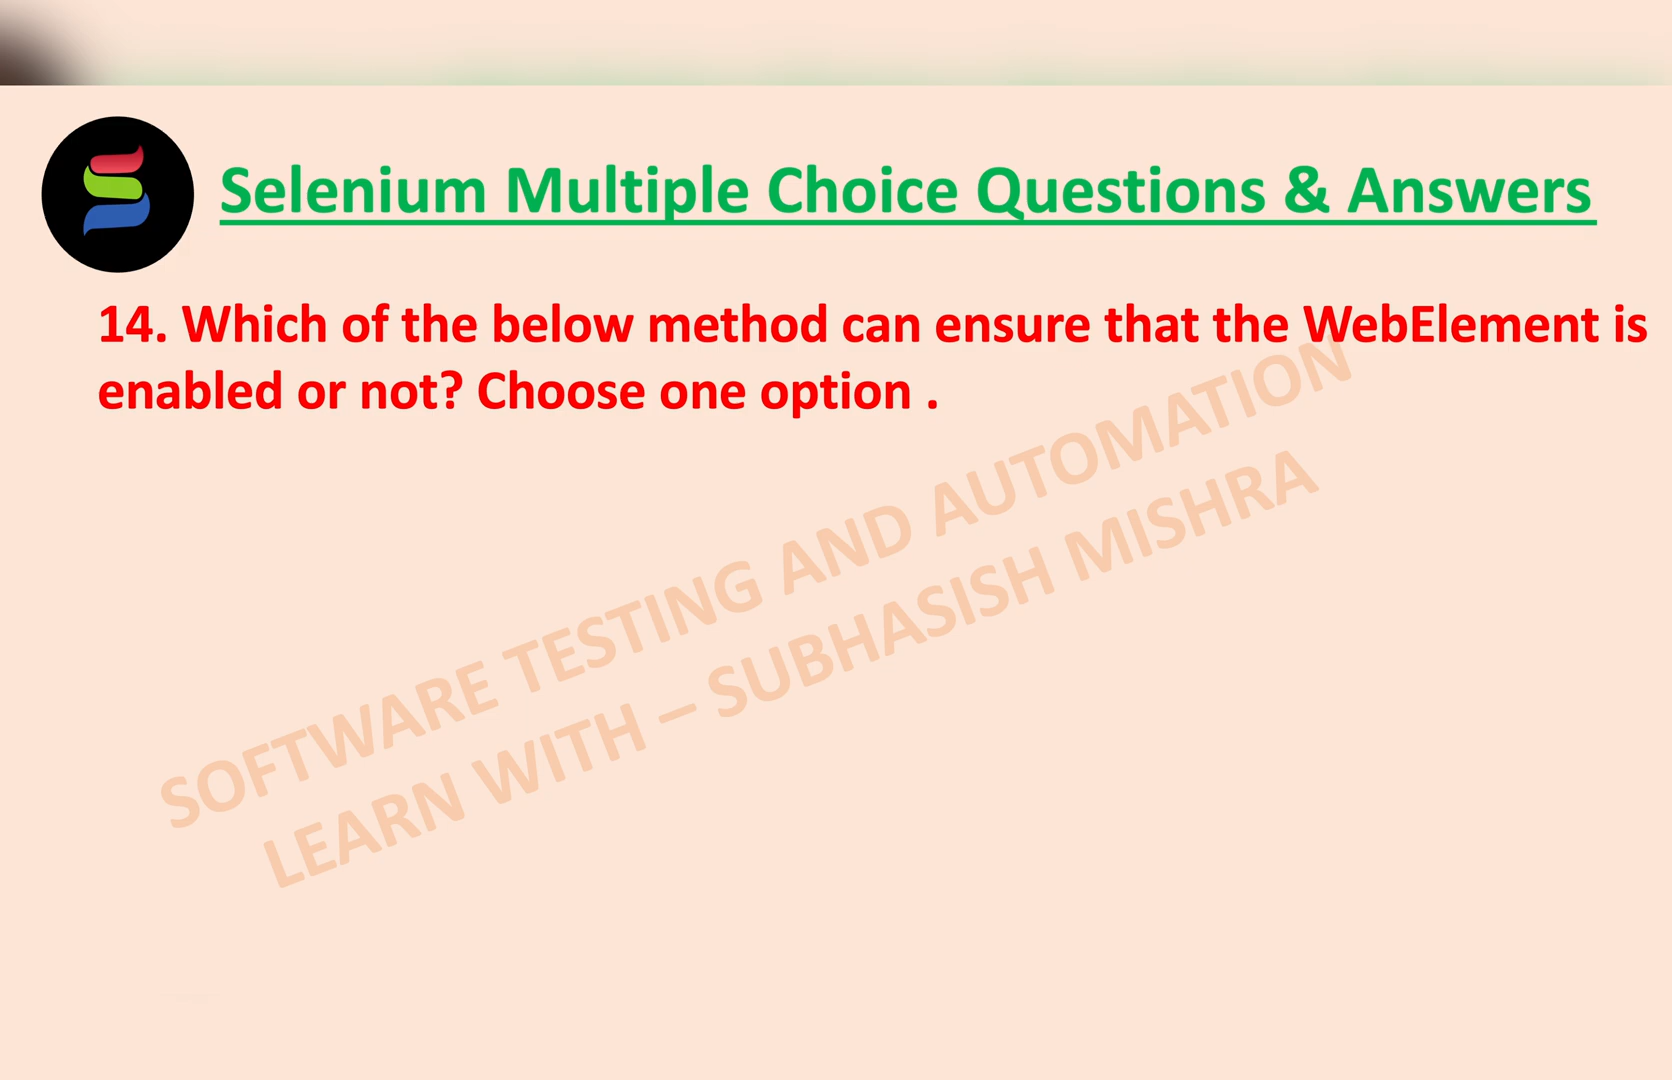 Selenium Multiple Choice Questions & Answers
14. Which of the below method can ensure that the WebElement is
enabled or not? Choose one option .
SOFTWARE TESTING AND AUTOMATION
LEARN WITH – SUBHASISH MISHRA